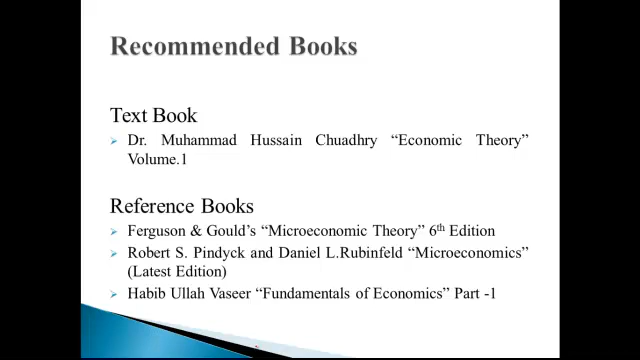 Recommended Books
Text Book
Dr. Muhammad Hussain Chuadhry “Economic Theory”
Volume.1
Reference Books
Ferguson & Gould’s “Microeconomic Theory” 6th Edition
Robert S. Pindyck and Daniel L.Rubinfeld “Microeconomics”
(Latest Edition)
Habib Ullah Vaseer “Fundamentals of Economics” Part -1